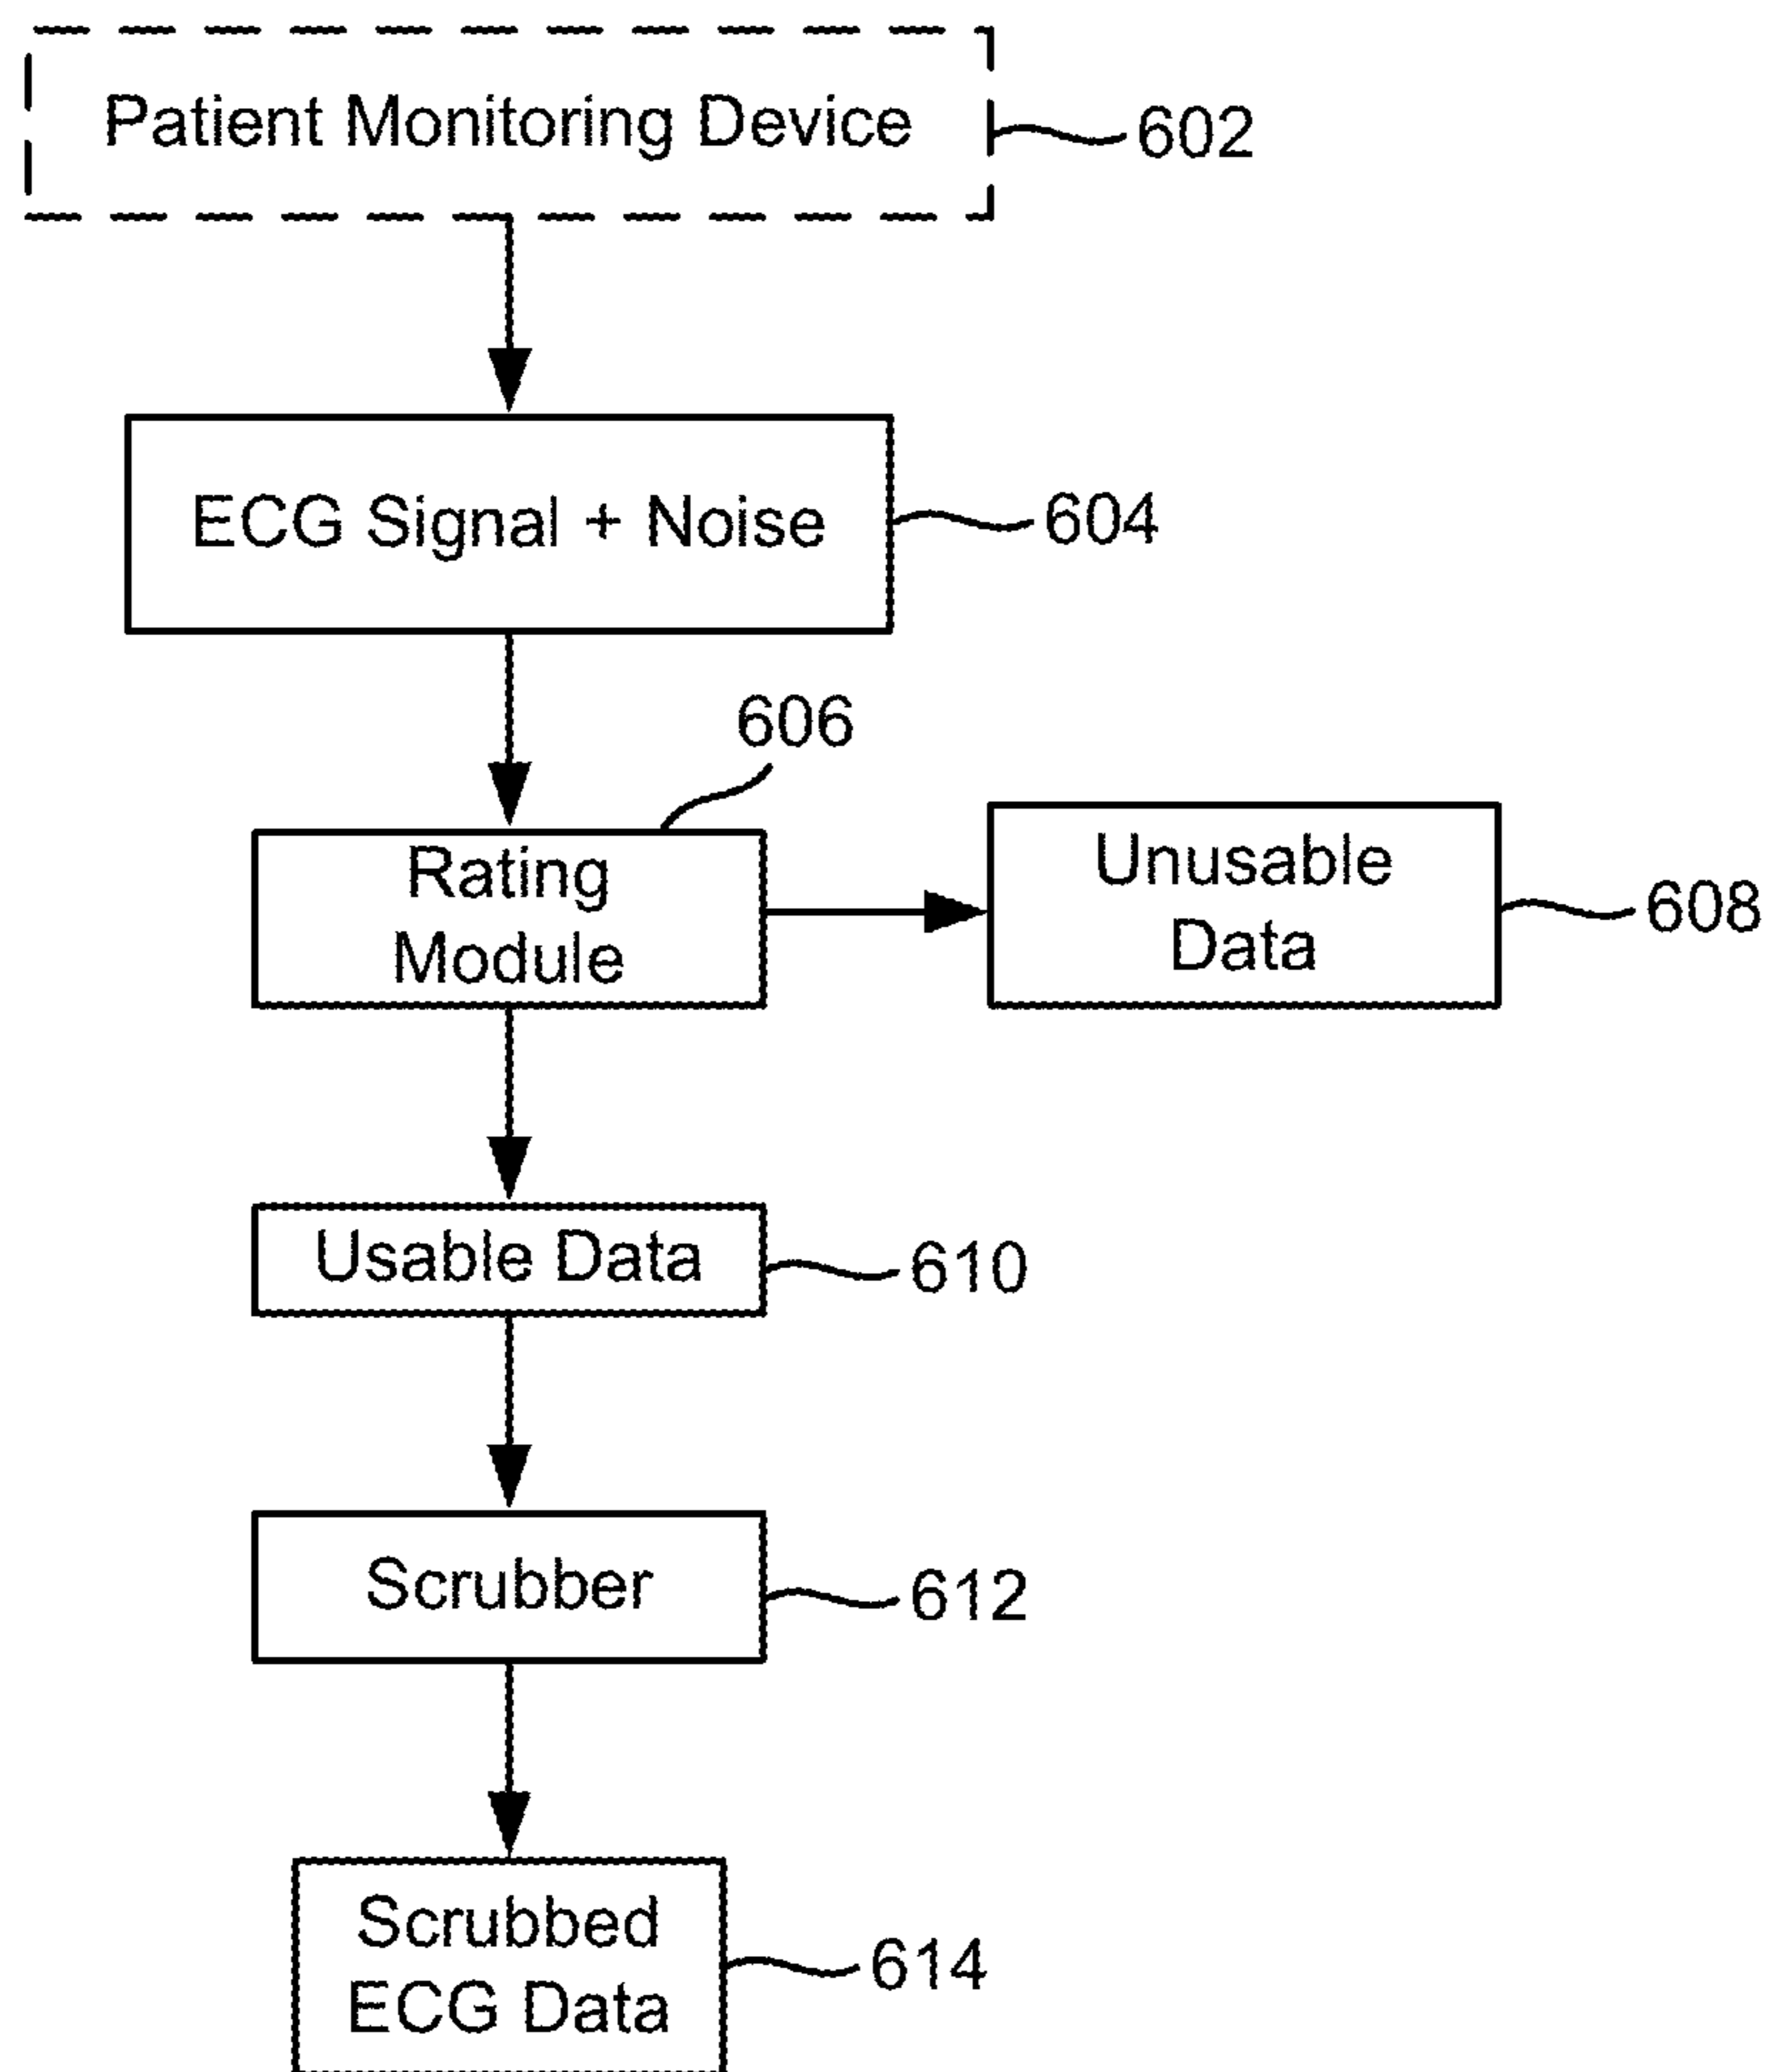 Patient Monitoring Device
602
ECG Signal + Noise
604
606
Rating
Module
Unusable
Data
608
Usable Data
610
Scrubber
612
Scrubbed
ECG Data
614